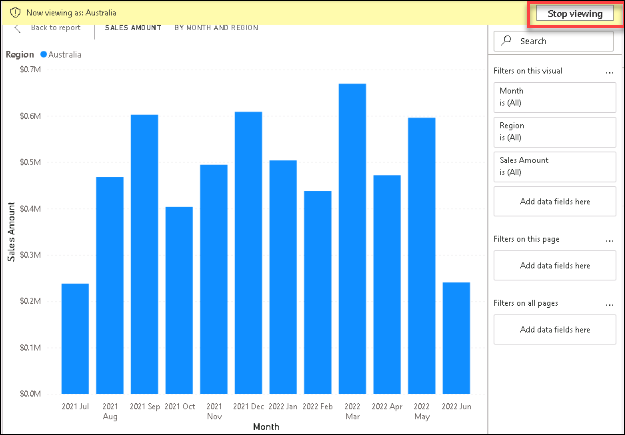 Now viewing as: Australia
Stop viewing
Back to report
SALES AMOUNT
BY MONTH AND REGION
Search
Region
Australia
$0.7M
$0.6M
$0.5M
$0.4M
$0.3M
$0.2M
$0.1M
$0.0M
Sales Amount
2021 Jul
2021
Aug
2021 Sep
2021 Oct
2021
Nov
2021 Dec
2022 Jan
2022 Feb
2022
Mar
2022 Apr
2022
May
2022 Jun
Month
Filters on this visual
...
Month
is (All)
Region
is (All)
Sales Amount
is (All)
Add data fields here
Filters on this page
...
Add data fields here
Filters on all pages
...
Add data fields here